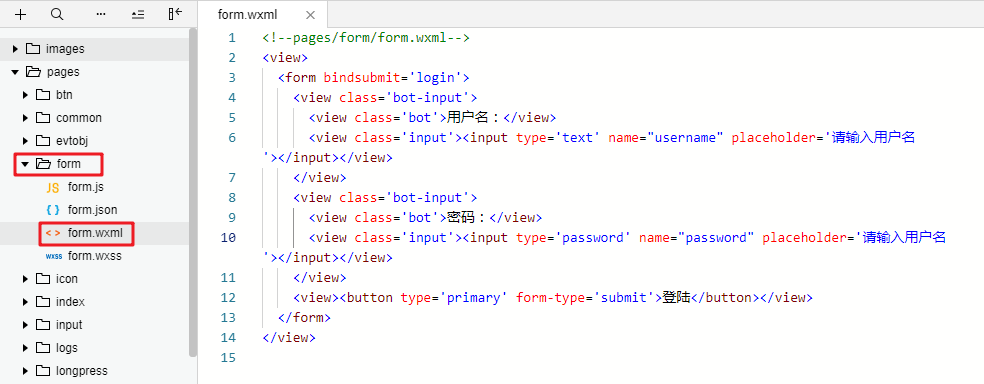 form.wxml
images
pages
btn
common
evtobj
form
JS form.js
{ } form.json
< > form.wxml
wxss form.wxss
icon
index
input
logs
longpress
1 <!--pages/form/form.wxml-->
2 <view>
3 <form bindsubmit='login'>
4 <view class='bot-input'>
5 <view class='bot'>用户名：</view>
6 <view class='input'><input type='text' name="username" placeholder='请输入用户名
'></input></view>
7 </view>
8 <view class='bot-input'>
9 <view class='bot'>密码：</view>
10 <view class='input'><input type='password' name="password" placeholder='请输入用户名
'></input></view>
11 </view>
12 <view><button type='primary' form-type='submit'>登陆</button></view>
13 </form>
14 </view>
15